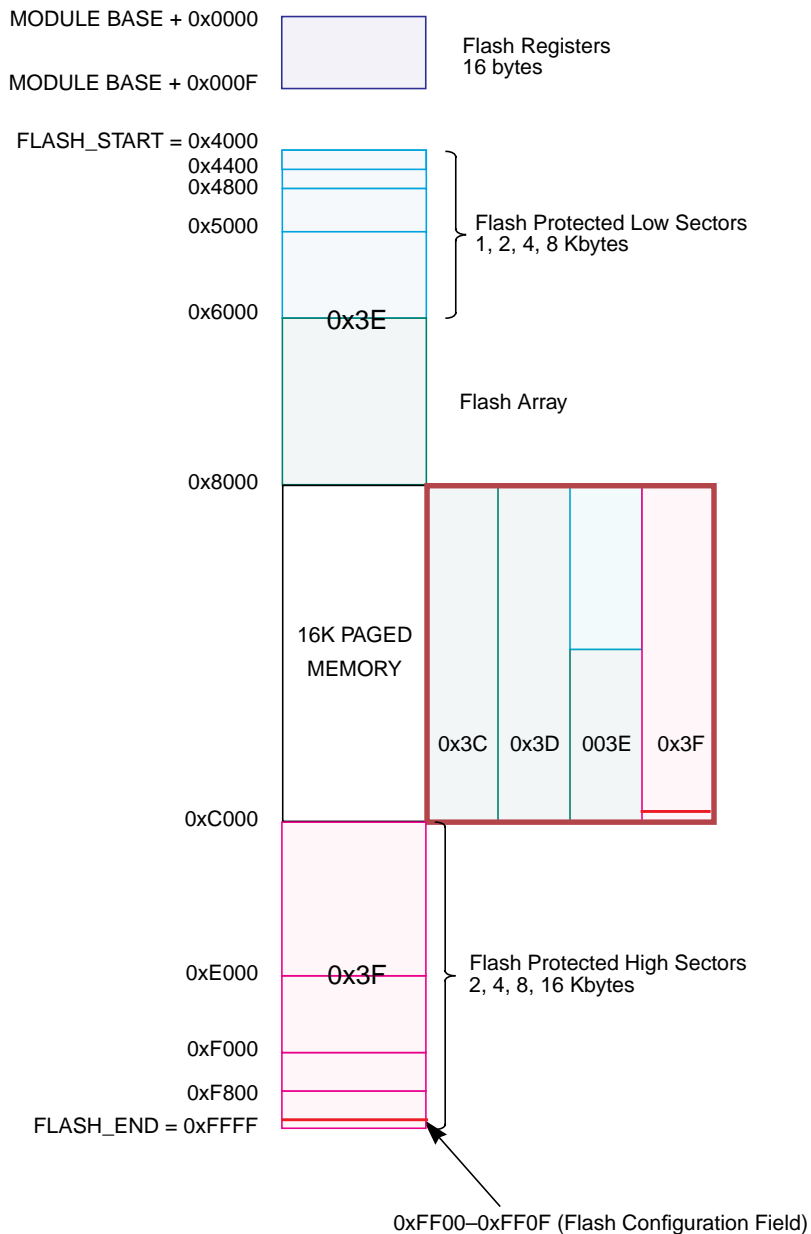 MODULE BASE + 0x0000
Flash Registers
16 bytes
MODULE BASE + 0x000F
FLASH_START = 0x4000
0x4400
0x4800
Flash Protected Low Sectors
1, 2, 4, 8 Kbytes
0x5000
0x6000
0x3E
Flash Array
0x8000
16K PAGED
MEMORY
0x3C
0x3D
003E
0x3F
0xC000
Flash Protected High Sectors
2, 4, 8, 16 Kbytes
0xE000
0x3F
0xF000
0xF800
FLASH_END = 0xFFFF
0xFF00–0xFF0F (Flash Configuration Field)